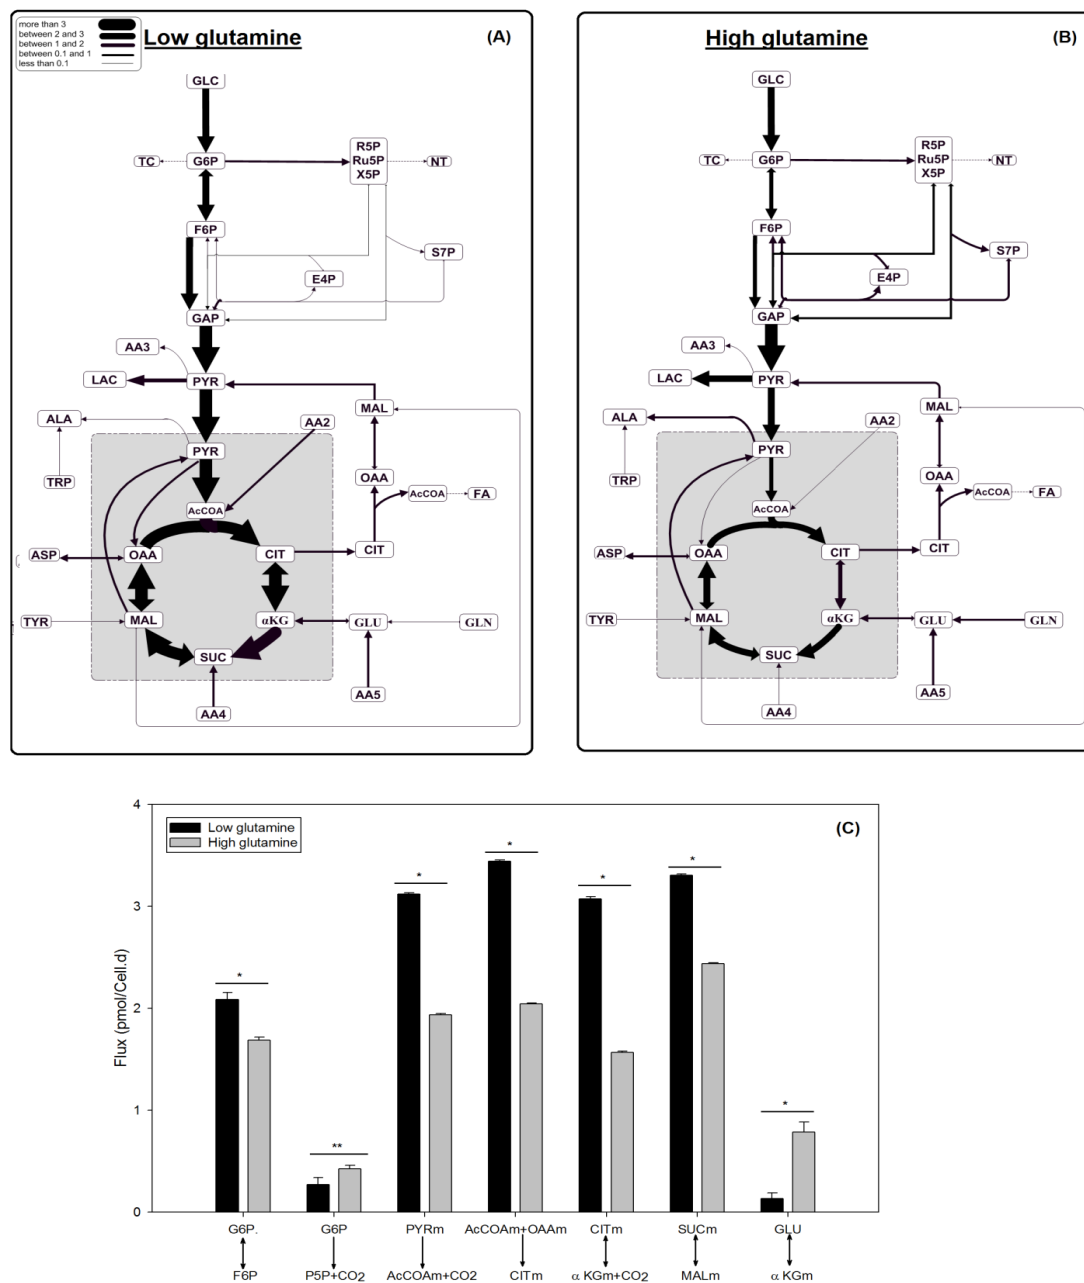 more than 3
between 2 and 3
between 1 and 2
between 0.1 and 1
less than 0.1
Low glutamine
(A)
GLC
TC
G6P
R5P
Ru5P
X5P
NT
F6P
S7P
E4P
GAP
AA3
LAC
PYR
MAL
ALA
AA2
PYR
TRP
OAA
AcCOA
AcCOA
FA
ASP
OAA
CIT
CIT
TYR
MAL
αKG
GLU
GLN
SUC
AA5
AA4
High glutamine
(B)
GLC
TC
G6P
R5P
Ru5P
X5P
NT
F6P
S7P
E4P
GAP
AA3
LAC
PYR
MAL
ALA
AA2
PYR
TRP
OAA
AcCOA
AcCOA
FA
ASP
OAA
CIT
CIT
TYR
MAL
αKG
GLU
GLN
SUC
AA5
AA4
(C)
Low glutamine
High glutamine
Flux (pmol/Cell.d)
4
3
2
1
0
*
**
*
*
*
*
*
G6P.
G6P
PYRm
AcCOAm+OAAm
CITm
SUCm
GLU
F6P
P5P+CO2
AcCOAm+CO2
CITm
α KGm+CO2
MALm
α KGm